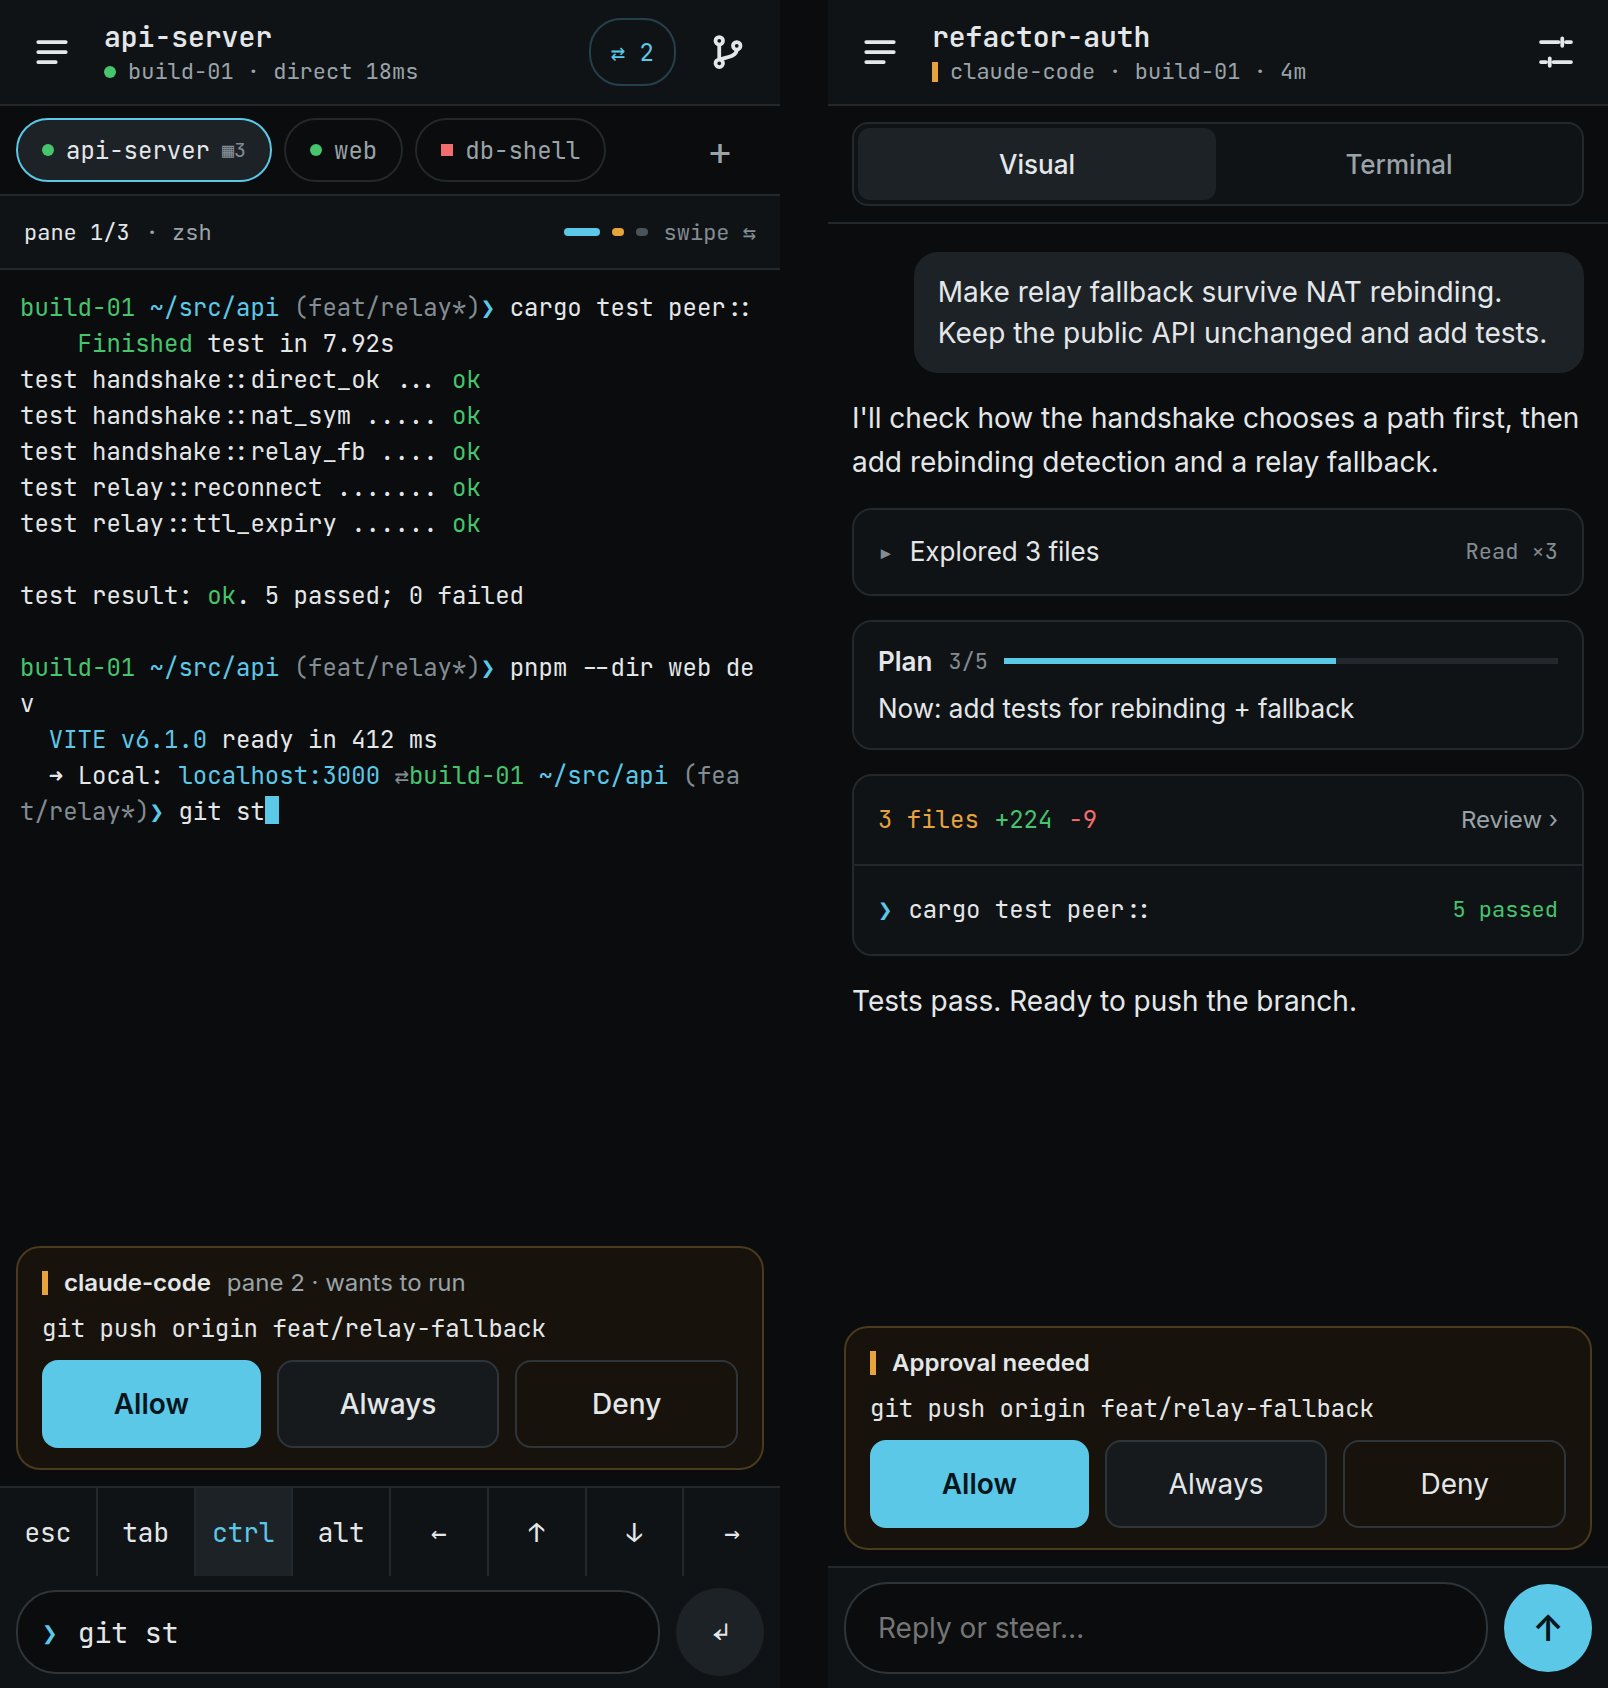 api-server
build-01 · direct 18ms
⇄ 2
api-server ▦3
web
db-shell
+
pane 1/3 · zsh
swipe ⇆
build-01 ~/src/api (feat/relay*)❯ cargo test peer::
Finished test in 7.92s
test handshake::direct_ok ... ok
test handshake::nat_sym ..... ok
test handshake::relay_fb .... ok
test relay::reconnect ....... ok
test relay::ttl_expiry ...... ok
test result: ok. 5 passed; 0 failed
build-01 ~/src/api (feat/relay*)❯ pnpm --dir web de
v
VITE v6.1.0 ready in 412 ms
➜ Local: localhost:3000 ⇄build-01 ~/src/api (fea
t/relay*)❯ git st
claude-code pane 2 · wants to run
git push origin feat/relay-fallback
Allow
Always
Deny
esc
tab
ctrl
alt
←
↑
↓
→
❯ git st
↲
refactor-auth
claude-code · build-01 · 4m
Visual
Terminal
Make relay fallback survive NAT rebinding.
Keep the public API unchanged and add tests.
I'll check how the handshake chooses a path first, then
add rebinding detection and a relay fallback.
▸ Explored 3 files
Read ×3
Plan 3/5
Now: add tests for rebinding + fallback
3 files +224 -9
Review ›
❯ cargo test peer::
5 passed
Tests pass. Ready to push the branch.
Approval needed
git push origin feat/relay-fallback
Allow
Always
Deny
Reply or steer...
↑